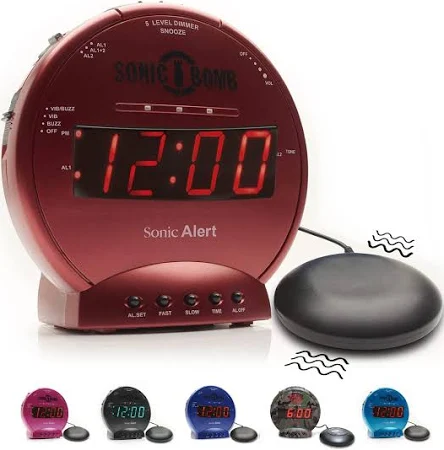 5 LEVEL DIMMER
SNOOZE
AL1
AL1+2
AL2
OFF
VOL
SONIC BOMB
VIB/BUZZ
VIB
BUZZ
OFF
PM
AL1
12:00
TIME
Sonic Alert
AL.SET
FAST
SLOW
TIME
AL.OFF
12:00
12:00
12:00
6:00
12:00